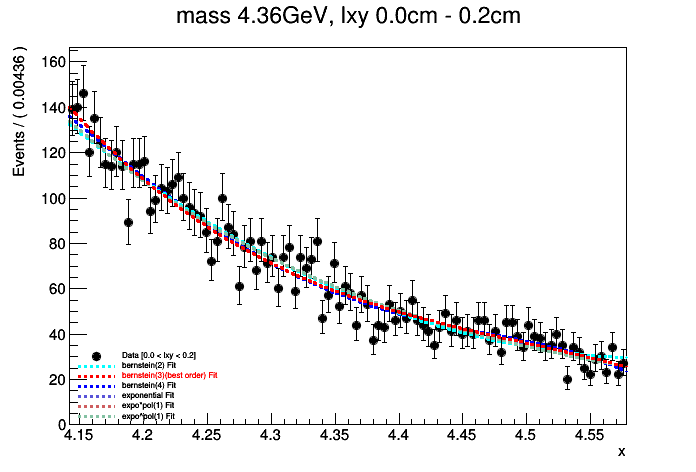 mass 4.36GeV, lxy 0.0cm - 0.2cm
Events / ( 0.00436 )
160
140
120
100
80
60
40
20
0
Data [0.0 < lxy < 0.2]
bernstein(2) Fit
bernstein(3)(best order) Fit
bernstein(4) Fit
exponential Fit
expo*pol(1) Fit
expo^pol(1) Fit
4.15 4.2 4.25 4.3 4.35 4.4 4.45 4.5 4.55
x